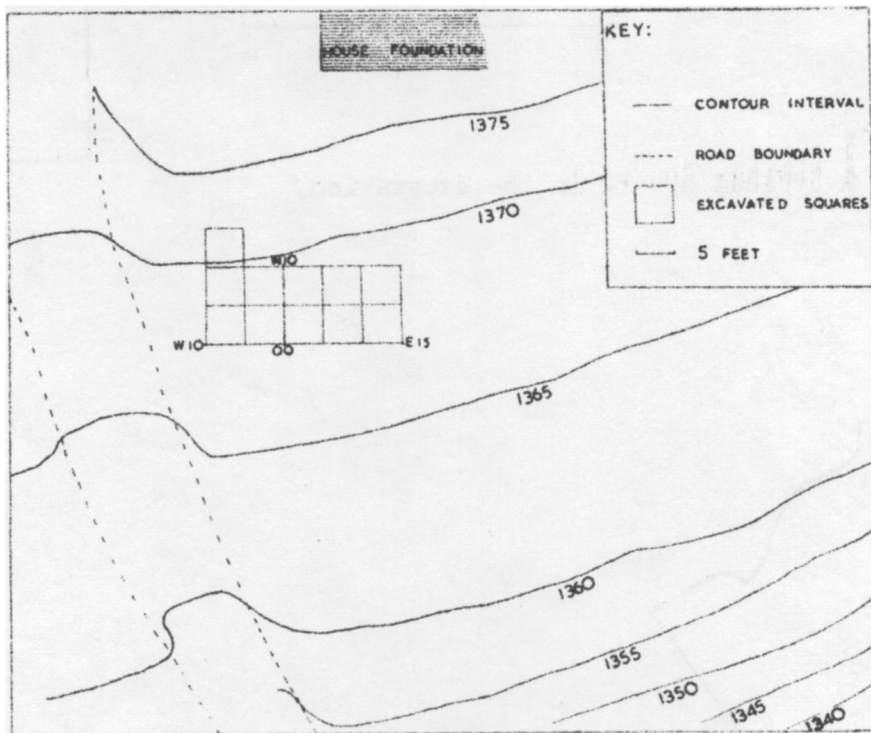 HOUSE FOUNDATION
KEY:
CONTOUR INTERVAL
ROAD BOUNDARY
EXCAVATED SQUARES
5 FEET
1375
1370
W10
W10
00
E15
1365
1360
1355
1350
1345
1340